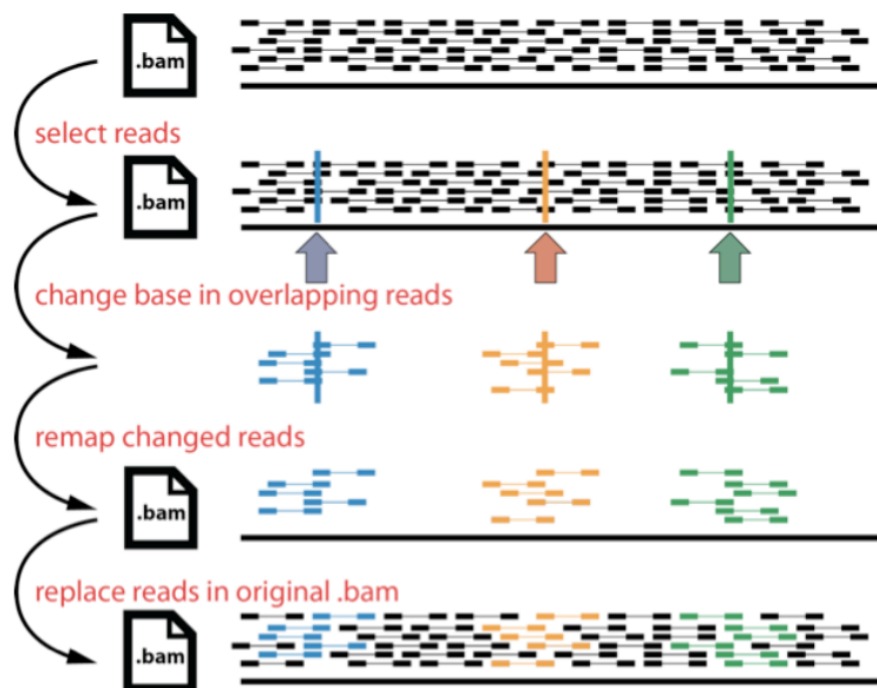 .bam
select reads
.bam
change base in overlapping reads
remap changed reads
.bam
replace reads in original .bam
.bam